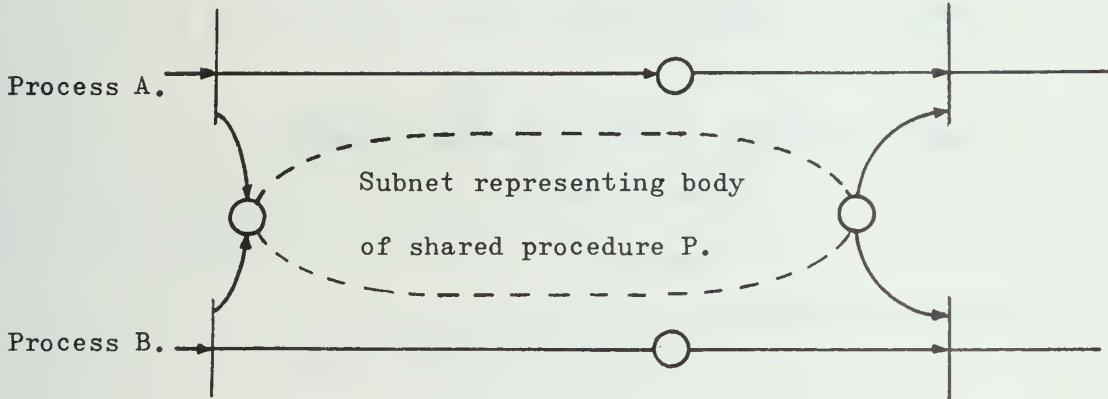 Process A.
Subnet representing body
of shared procedure P.
Process B.